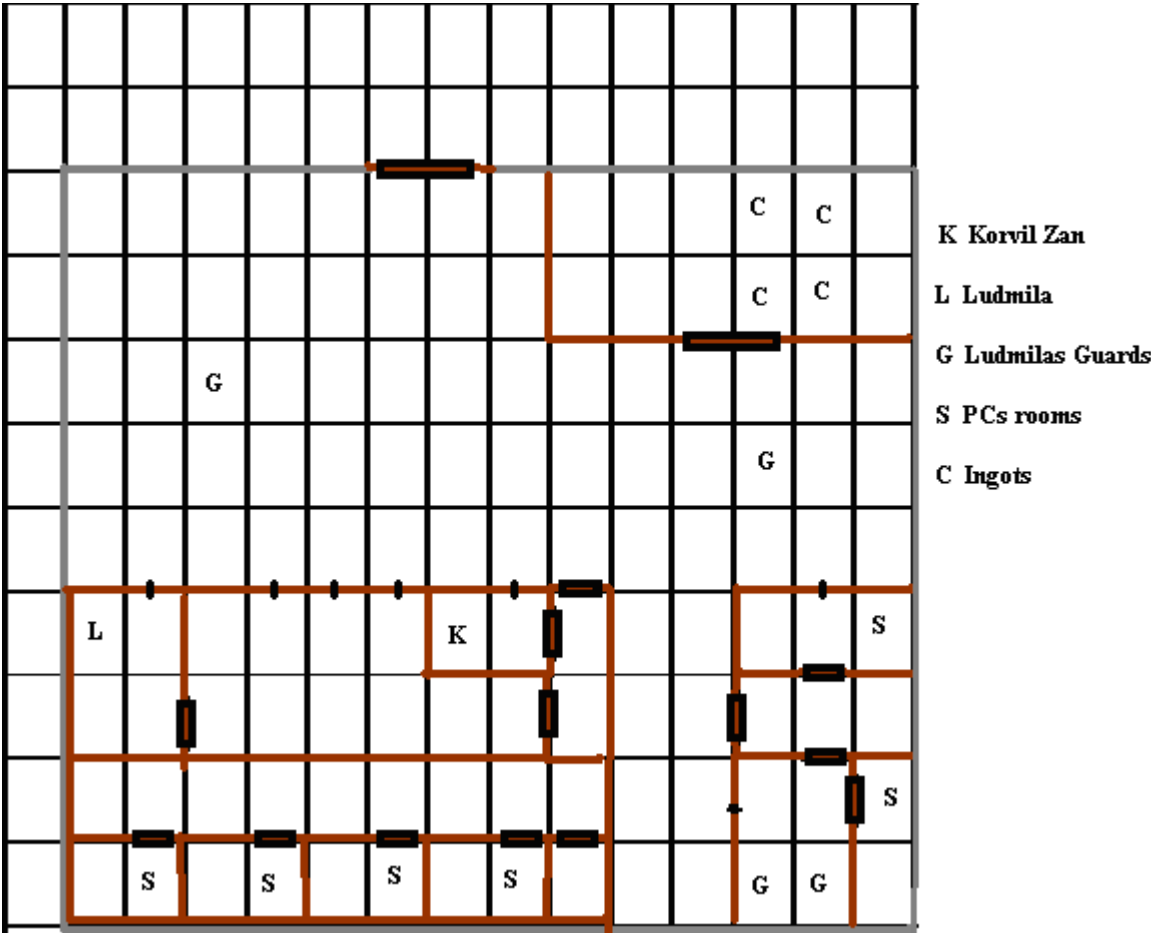 C C
K Korvil Zan
C C
L Ludmila
G
G Ludmilas Guards
S PCs rooms
G
C Ingots
L K S
S
S S S S G G